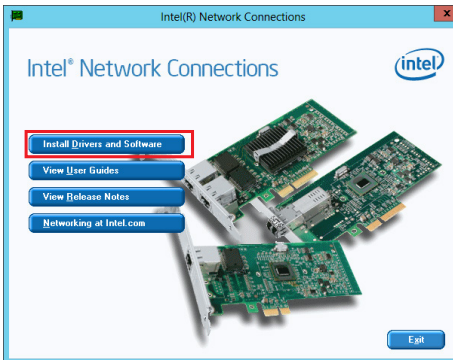 Intel(R) Network Connections
x
Intel® Network Connections
intel
Install Drivers and Software
View User Guides
View Release Notes
Networking at Intel.com
Exit